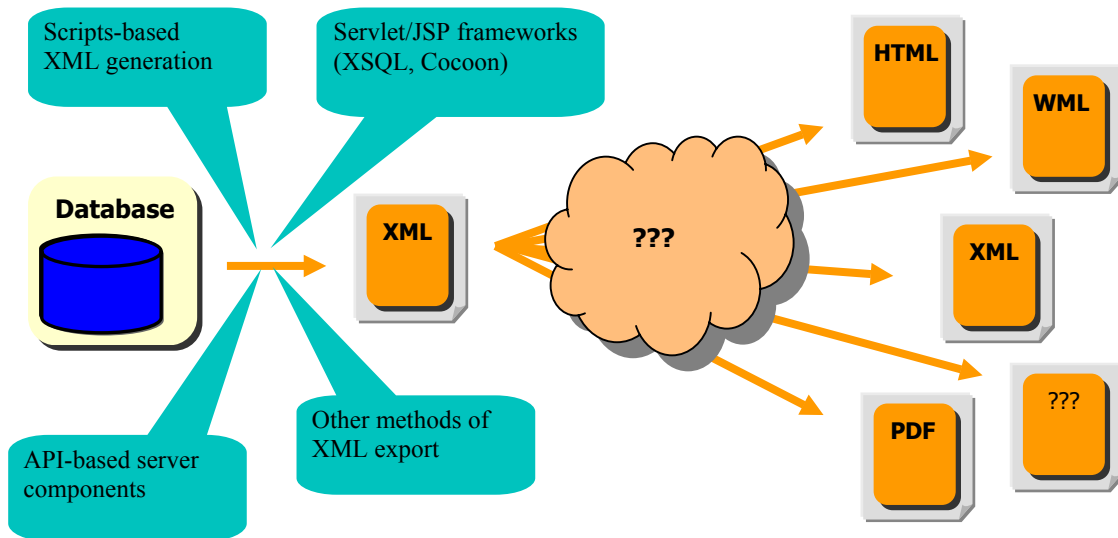 Scripts-based
XML generation
Servlet/JSP frameworks
(XSQL, Cocoon)
HTML
WML
Database
XML
???
XML
???
PDF
Other methods of
XML export
API-based server
components